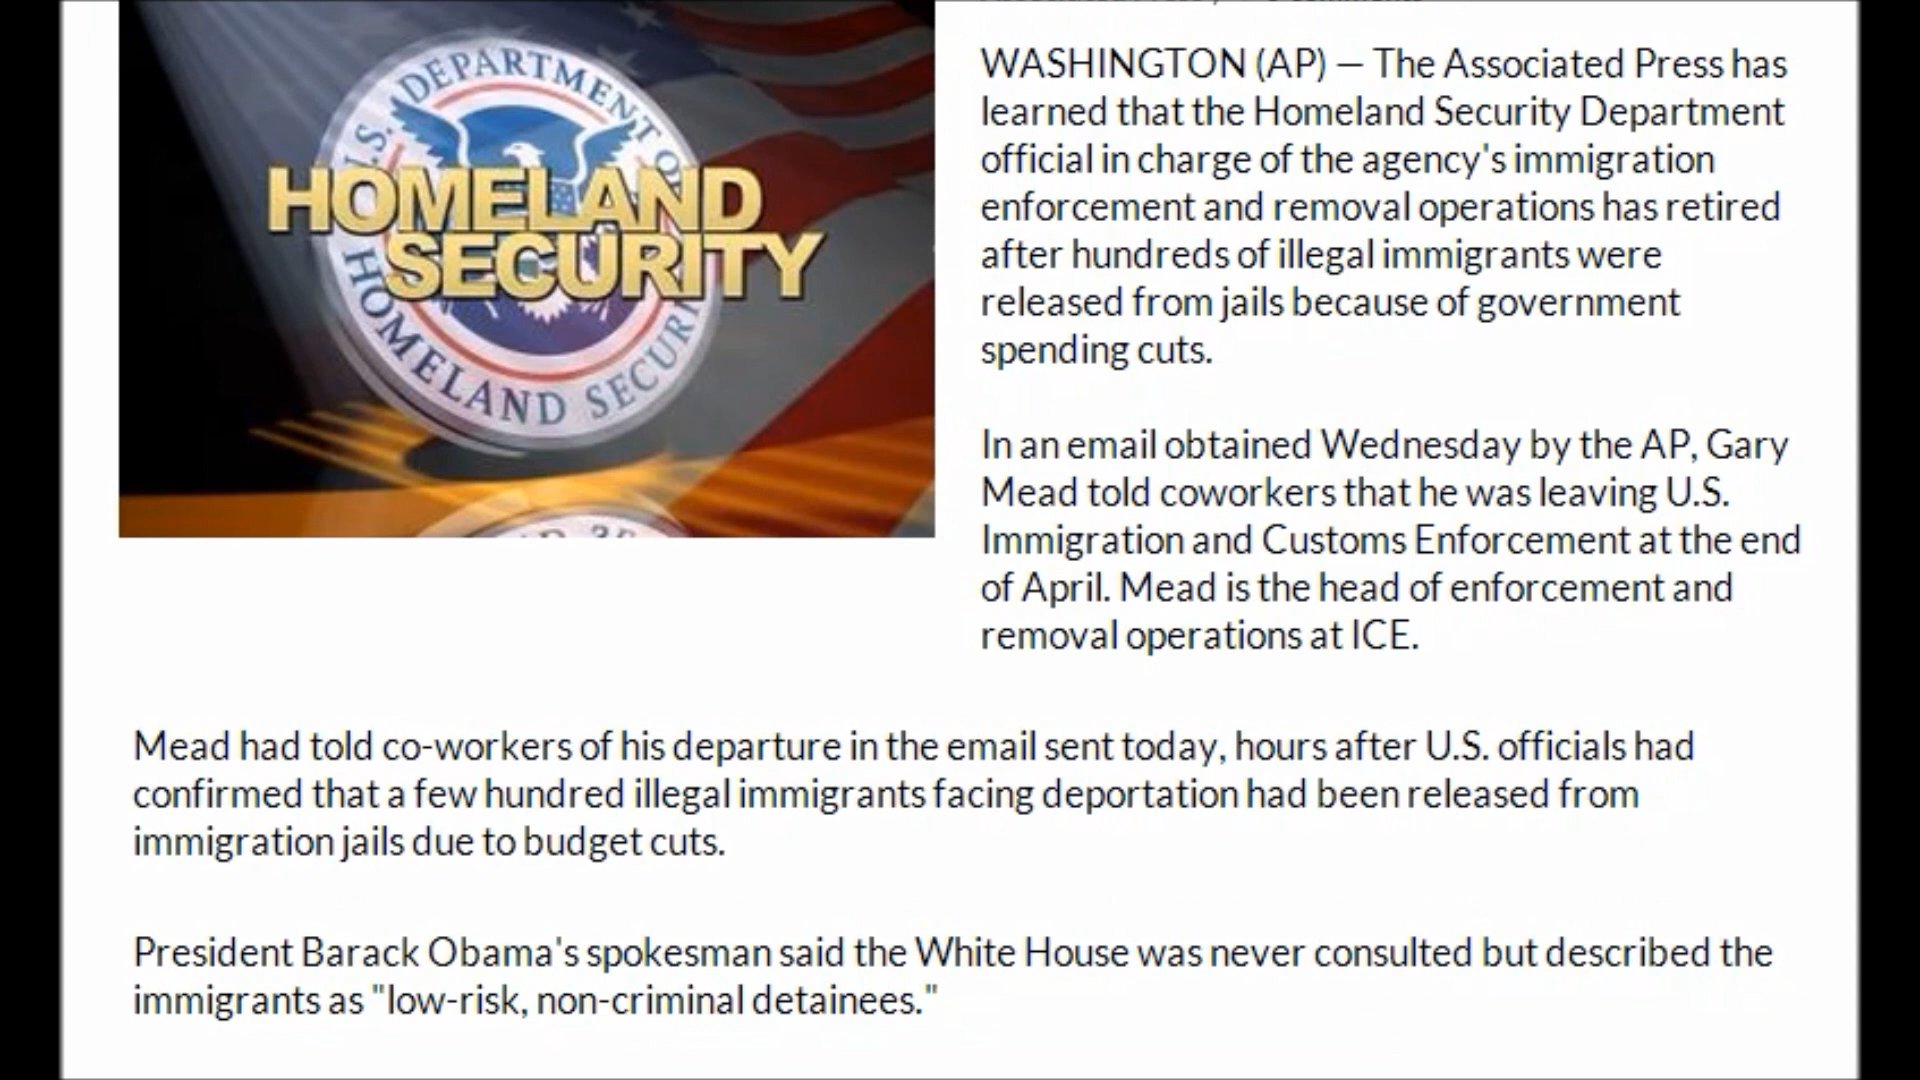 U.S. DEPARTMENT OF
HOMELAND
SECURITY
HOMELAND SECURI
WASHINGTON (AP) — The Associated Press has
learned that the Homeland Security Department
official in charge of the agency's immigration
enforcement and removal operations has retired
after hundreds of illegal immigrants were
released from jails because of government
spending cuts.
In an email obtained Wednesday by the AP, Gary
Mead told coworkers that he was leaving U.S.
Immigration and Customs Enforcement at the end
of April. Mead is the head of enforcement and
removal operations at ICE.
Mead had told co-workers of his departure in the email sent today, hours after U.S. officials had
confirmed that a few hundred illegal immigrants facing deportation had been released from
immigration jails due to budget cuts.
President Barack Obama's spokesman said the White House was never consulted but described the
immigrants as "low-risk, non-criminal detainees."